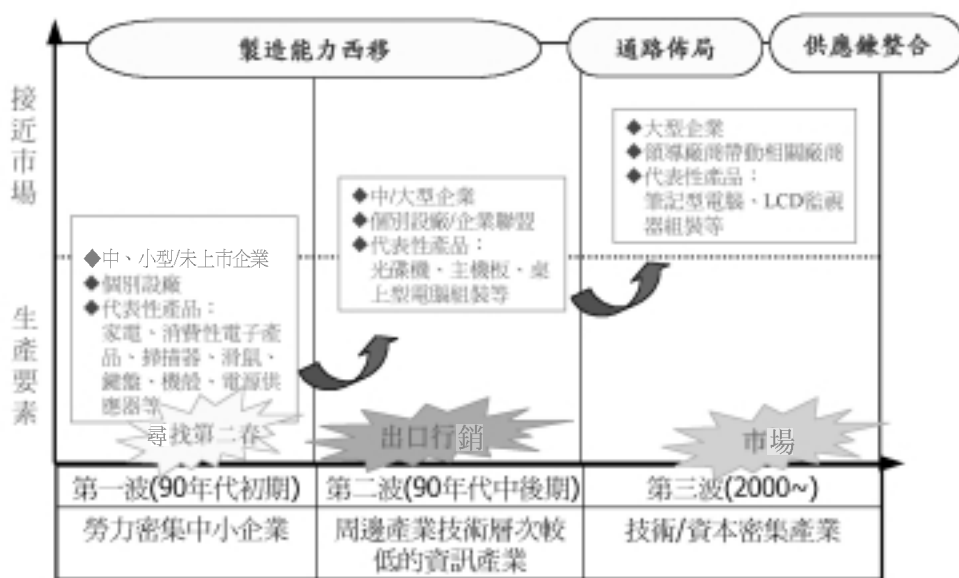 製造能力西移
通路佈局
供應鍊整合
接近市場
生產要素
◆中、小型/未上市企業
◆個別設廠
◆代表性產品：
家電、消費性電子產
品、掃描器、滑鼠、
鍵盤、機殼、電源供
應器等
尋找第二春
◆中/大型企業
◆個別設廠/企業聯盟
◆代表性產品：
光碟機、主機板、桌
上型電腦組裝等
出口行銷
◆大型企業
◆領導廠商帶動相關廠商
◆代表性產品：
筆記型電腦、LCD監視
器組裝等
市場
第一波(90年代初期)
第二波(90年代中後期)
第三波(2000~)
勞力密集中小企業
周邊產業技術層次較
低的資訊產業
技術/資本密集產業